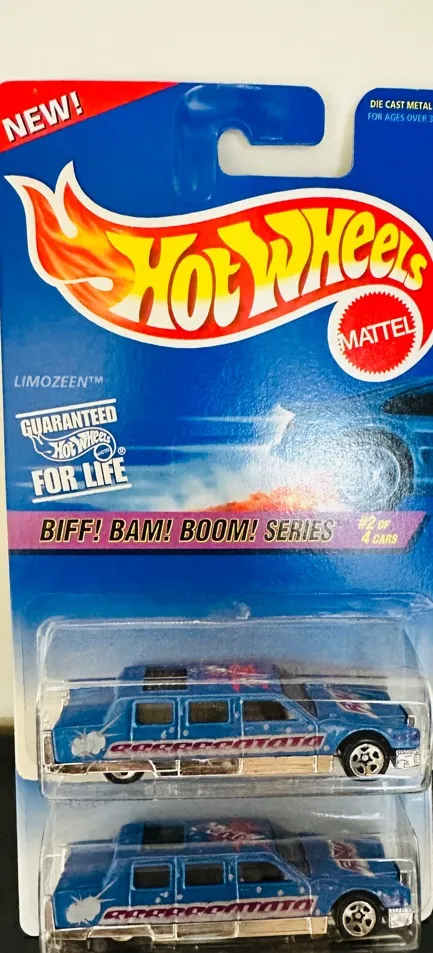 NEW!
DIE CAST METAL
FOR AGES OVER 3
HOT WHEELS
MATTEL
LIMOZEEN™
GUARANTEED
Hot Wheels
FOR LIFE®
BIFF! BAM! BOOM! SERIES
#2 OF
4 CARS